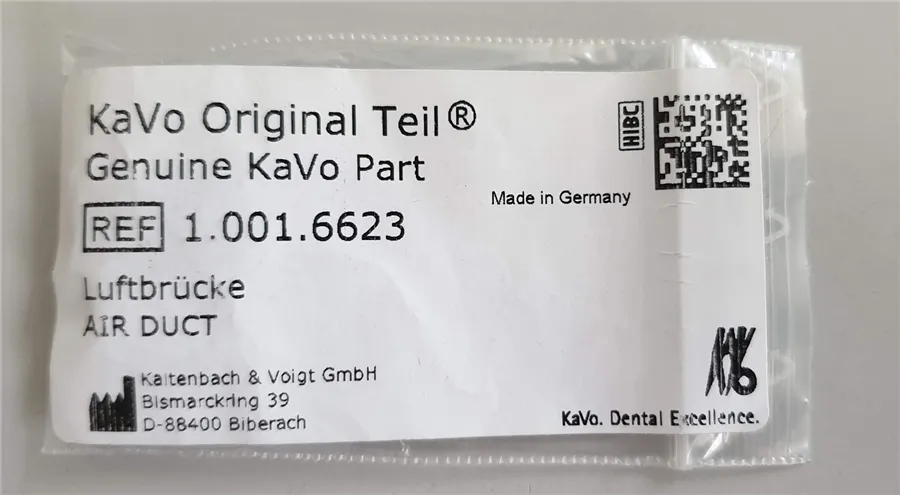 KaVo Original Teil®
Genuine KaVo Part
HIBC
Made in Germany
REF 1.001.6623
Luftbrücke
AIR DUCT
Kaltenbach & Voigt GmbH
Bismarckring 39
D-88400 Biberach
KaVo. Dental Excellence.